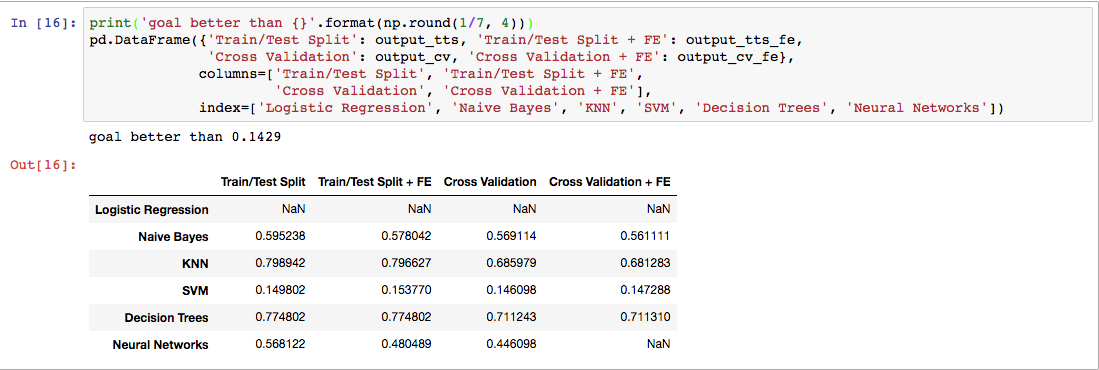 In [16]: print('goal better than {}'.format(np.round(1/7, 4)))
pd.DataFrame({'Train/Test Split': output_tts, 'Train/Test Split + FE': output_tts_fe,
'Cross Validation': output_cv, 'Cross Validation + FE': output_cv_fe},
columns=['Train/Test Split', 'Train/Test Split + FE',
'Cross Validation', 'Cross Validation + FE'],
index=['Logistic Regression', 'Naive Bayes', 'KNN', 'SVM', 'Decision Trees', 'Neural Networks'])
goal better than 0.1429
Out[16]:
Train/Test Split Train/Test Split + FE Cross Validation Cross Validation + FE
Logistic Regression NaN NaN NaN NaN
Naive Bayes 0.595238 0.578042 0.569114 0.561111
KNN 0.798942 0.796627 0.685979 0.681283
SVM 0.149802 0.153770 0.146098 0.147288
Decision Trees 0.774802 0.774802 0.711243 0.711310
Neural Networks 0.568122 0.480489 0.446098 NaN